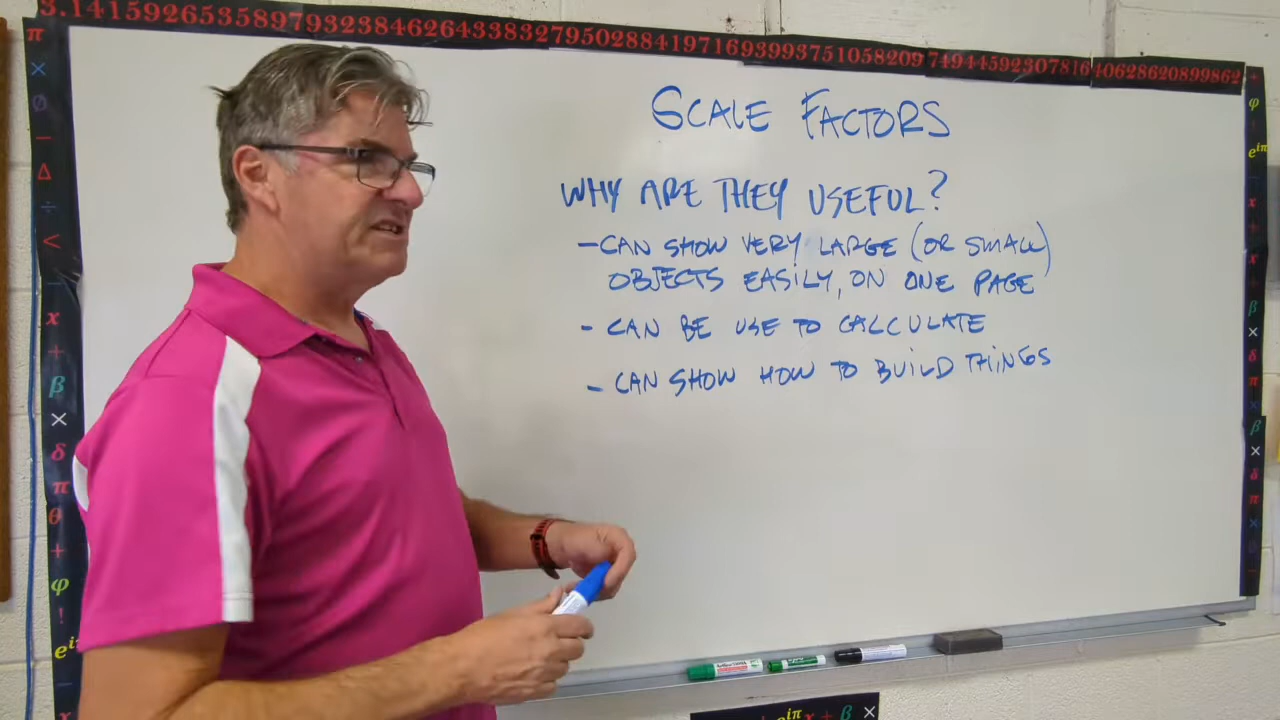 3.14159265358979323846264338327950288419716939937510582097494459230781640628620899862
SCALE FACTORS
WHY ARE THEY USEFUL?
- CAN SHOW VERY LARGE (OR SMALL)
OBJECTS EASILY, ON ONE PAGE
- CAN BE USE TO CALCULATE
- CAN SHOW HOW TO BUILD THINGS